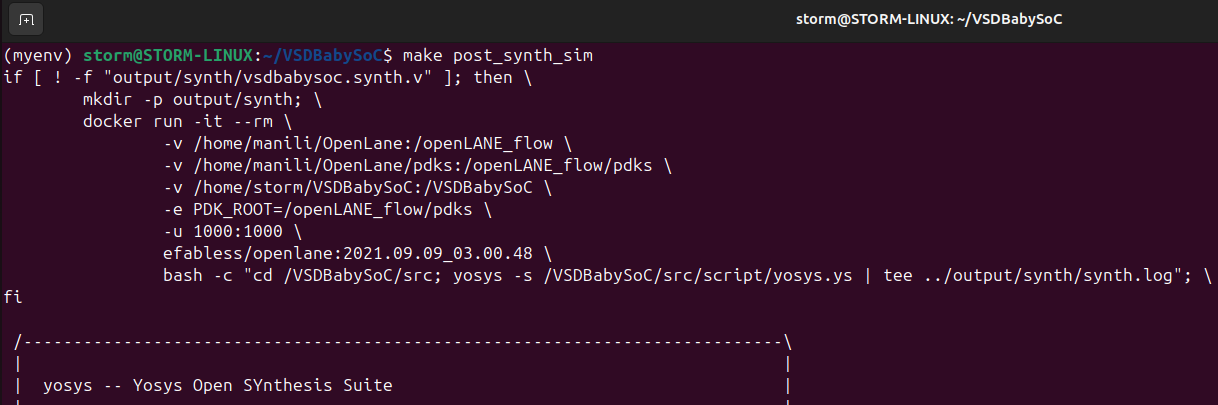 storm@STORM-LINUX: ~/VSDBabySoC
(myenv) storm@STORM-LINUX:~/VSDBabySoC$ make post_synth_sim
if [ ! -f "output/synth/vsdbabysoc.synth.v" ]; then \
        mkdir -p output/synth; \
        docker run -it --rm \
                -v /home/manili/OpenLane:/openLANE_flow \
                -v /home/manili/OpenLane/pdks:/openLANE_flow/pdks \
                -v /home/storm/VSDBabySoC:/VSDBabySoC \
                -e PDK_ROOT=/openLANE_flow/pdks \
                -u 1000:1000 \
                efabless/openlane:2021.09.09_03.00.48 \
                bash -c "cd /VSDBabySoC/src; yosys -s /VSDBabySoC/src/script/yosys.ys | tee ../output/synth/synth.log"; \
fi
 /----------------------------------------------------------------------------\
 |                                                                            |
 |  yosys -- Yosys Open SYnthesis Suite                                       |